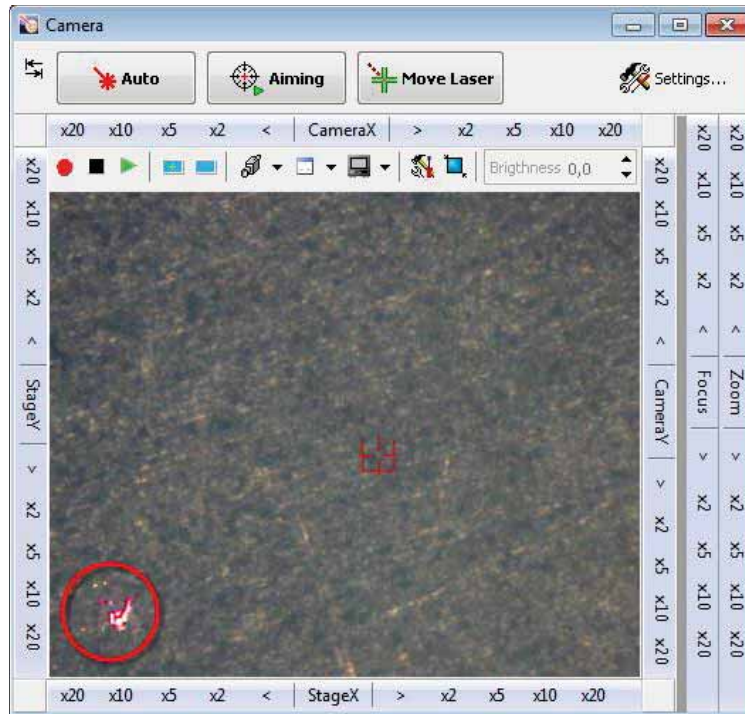 Camera
Auto Aiming Move Laser Settings...
x20 x10 x5 x2 < CameraX > x2 x5 x10 x20
Brigthness 0,0
x20 x10 x5 x2 < StageY > x2 x5 x10 x20
x20 x10 x5 x2 < CameraY > x2 x5 x10 x20
x20 x10 x5 x2 < Focus > x2 x5 x10 x20
x20 x10 x5 x2 < Zoom > x2 x5 x10 x20
x20 x10 x5 x2 < StageX > x2 x5 x10 x20